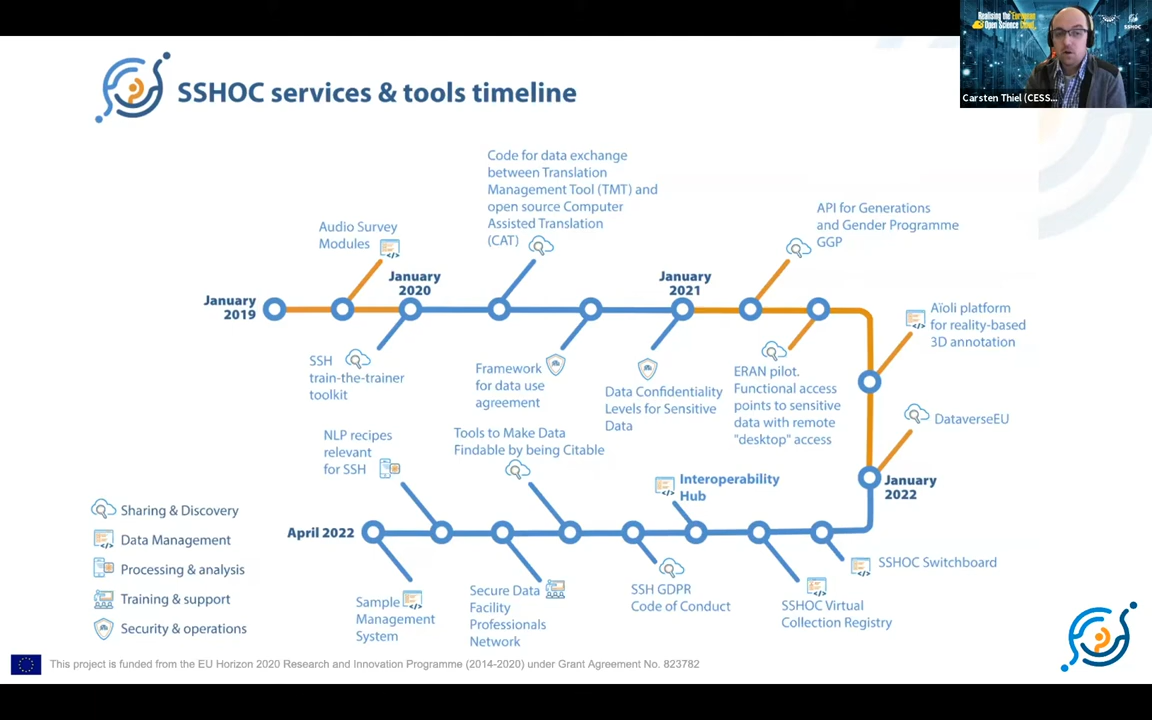 Realising the European
Open Science Cloud
SSHOC
Carsten Thiel (CESS...
SSHOC services & tools timeline
Code for data exchange
between Translation
Management Tool (TMT) and
open source Computer
Assisted Translation
(CAT)
Audio Survey
Modules
API for Generations
and Gender Programme
GGP
January
2019
January
2020
January
2021
SSH
train-the-trainer
toolkit
Framework
for data use
agreement
Data Confidentiality
Levels for Sensitive
Data
ERAN pilot.
Functional access
points to sensitive
data with remote
"desktop" access
Aïoli platform
for reality-based
3D annotation
DataverseEU
January
2022
NLP recipes
relevant
for SSH
Tools to Make Data
Findable by being Citable
Interoperability
Hub
April 2022
Sample
Management
System
Secure Data
Facility
Professionals
Network
SSH GDPR
Code of Conduct
SSHOC Virtual
Collection Registry
SSHOC Switchboard
Sharing & Discovery
Data Management
Processing & analysis
Training & support
Security & operations
This project is funded from the EU Horizon 2020 Research and Innovation Programme (2014-2020) under Grant Agreement No. 823782